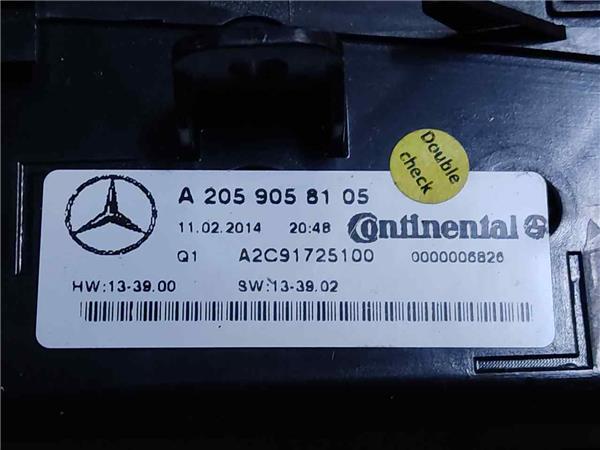 Double
check
A 205 905 81 05
11.02.2014 20:48 Continental
Q1 A2C91725100 0000006826
HW:13-39.00 SW:13-39.02